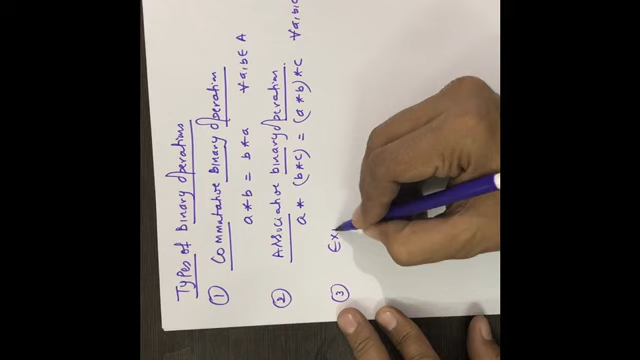 Types of Binary operations
① Commutative Binary operation
a * b = b * a ∀ a, b ∈ A
② Associative binary operation
a * (b * c) = (a * b) * c ∀ a, b, c
③ Ex